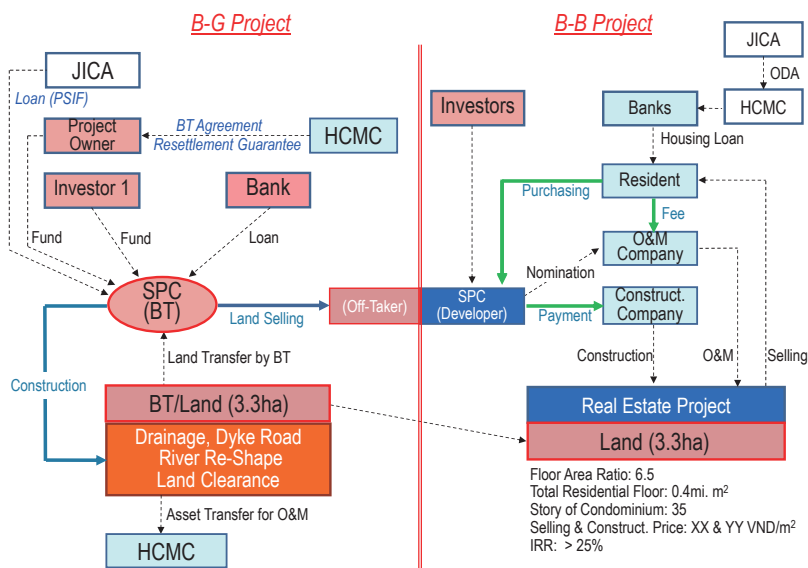 B-G Project
JICA
Loan (PSIF)
Project
Owner
BT Agreement
Resettlement Guarantee
HCMC
Investor 1
Bank
Fund
Fund
Loan
SPC
(BT)
Land Selling
(Off-Taker)
Land Transfer by BT
Construction
BT/Land (3.3ha)
Drainage, Dyke Road
River Re-Shape
Land Clearance
Asset Transfer for O&M
HCMC
B-B Project
JICA
ODA
HCMC
Banks
Investors
Housing Loan
Resident
Purchasing
Fee
O&M
Company
Nomination
SPC
(Developer)
Payment
Construct.
Company
Construction
O&M
Selling
Real Estate Project
Land (3.3ha)
Floor Area Ratio: 6.5
Total Residential Floor: 0.4mi. m²
Story of Condominium: 35
Selling & Construct. Price: XX & YY VND/m²
IRR: > 25%